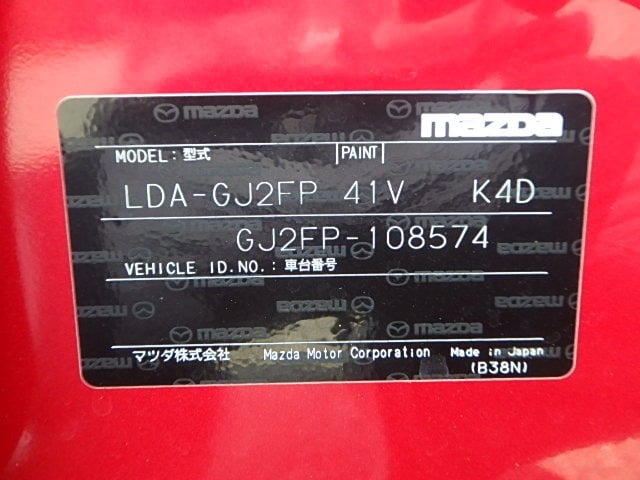 mazda
MODEL: 型式 PAINT
LDA-GJ2FP 41V K4D
GJ2FP-108574
VEHICLE ID.NO.: 車台番号
マツダ株式会社 Mazda Motor Corporation Made in Japan
(B38N)